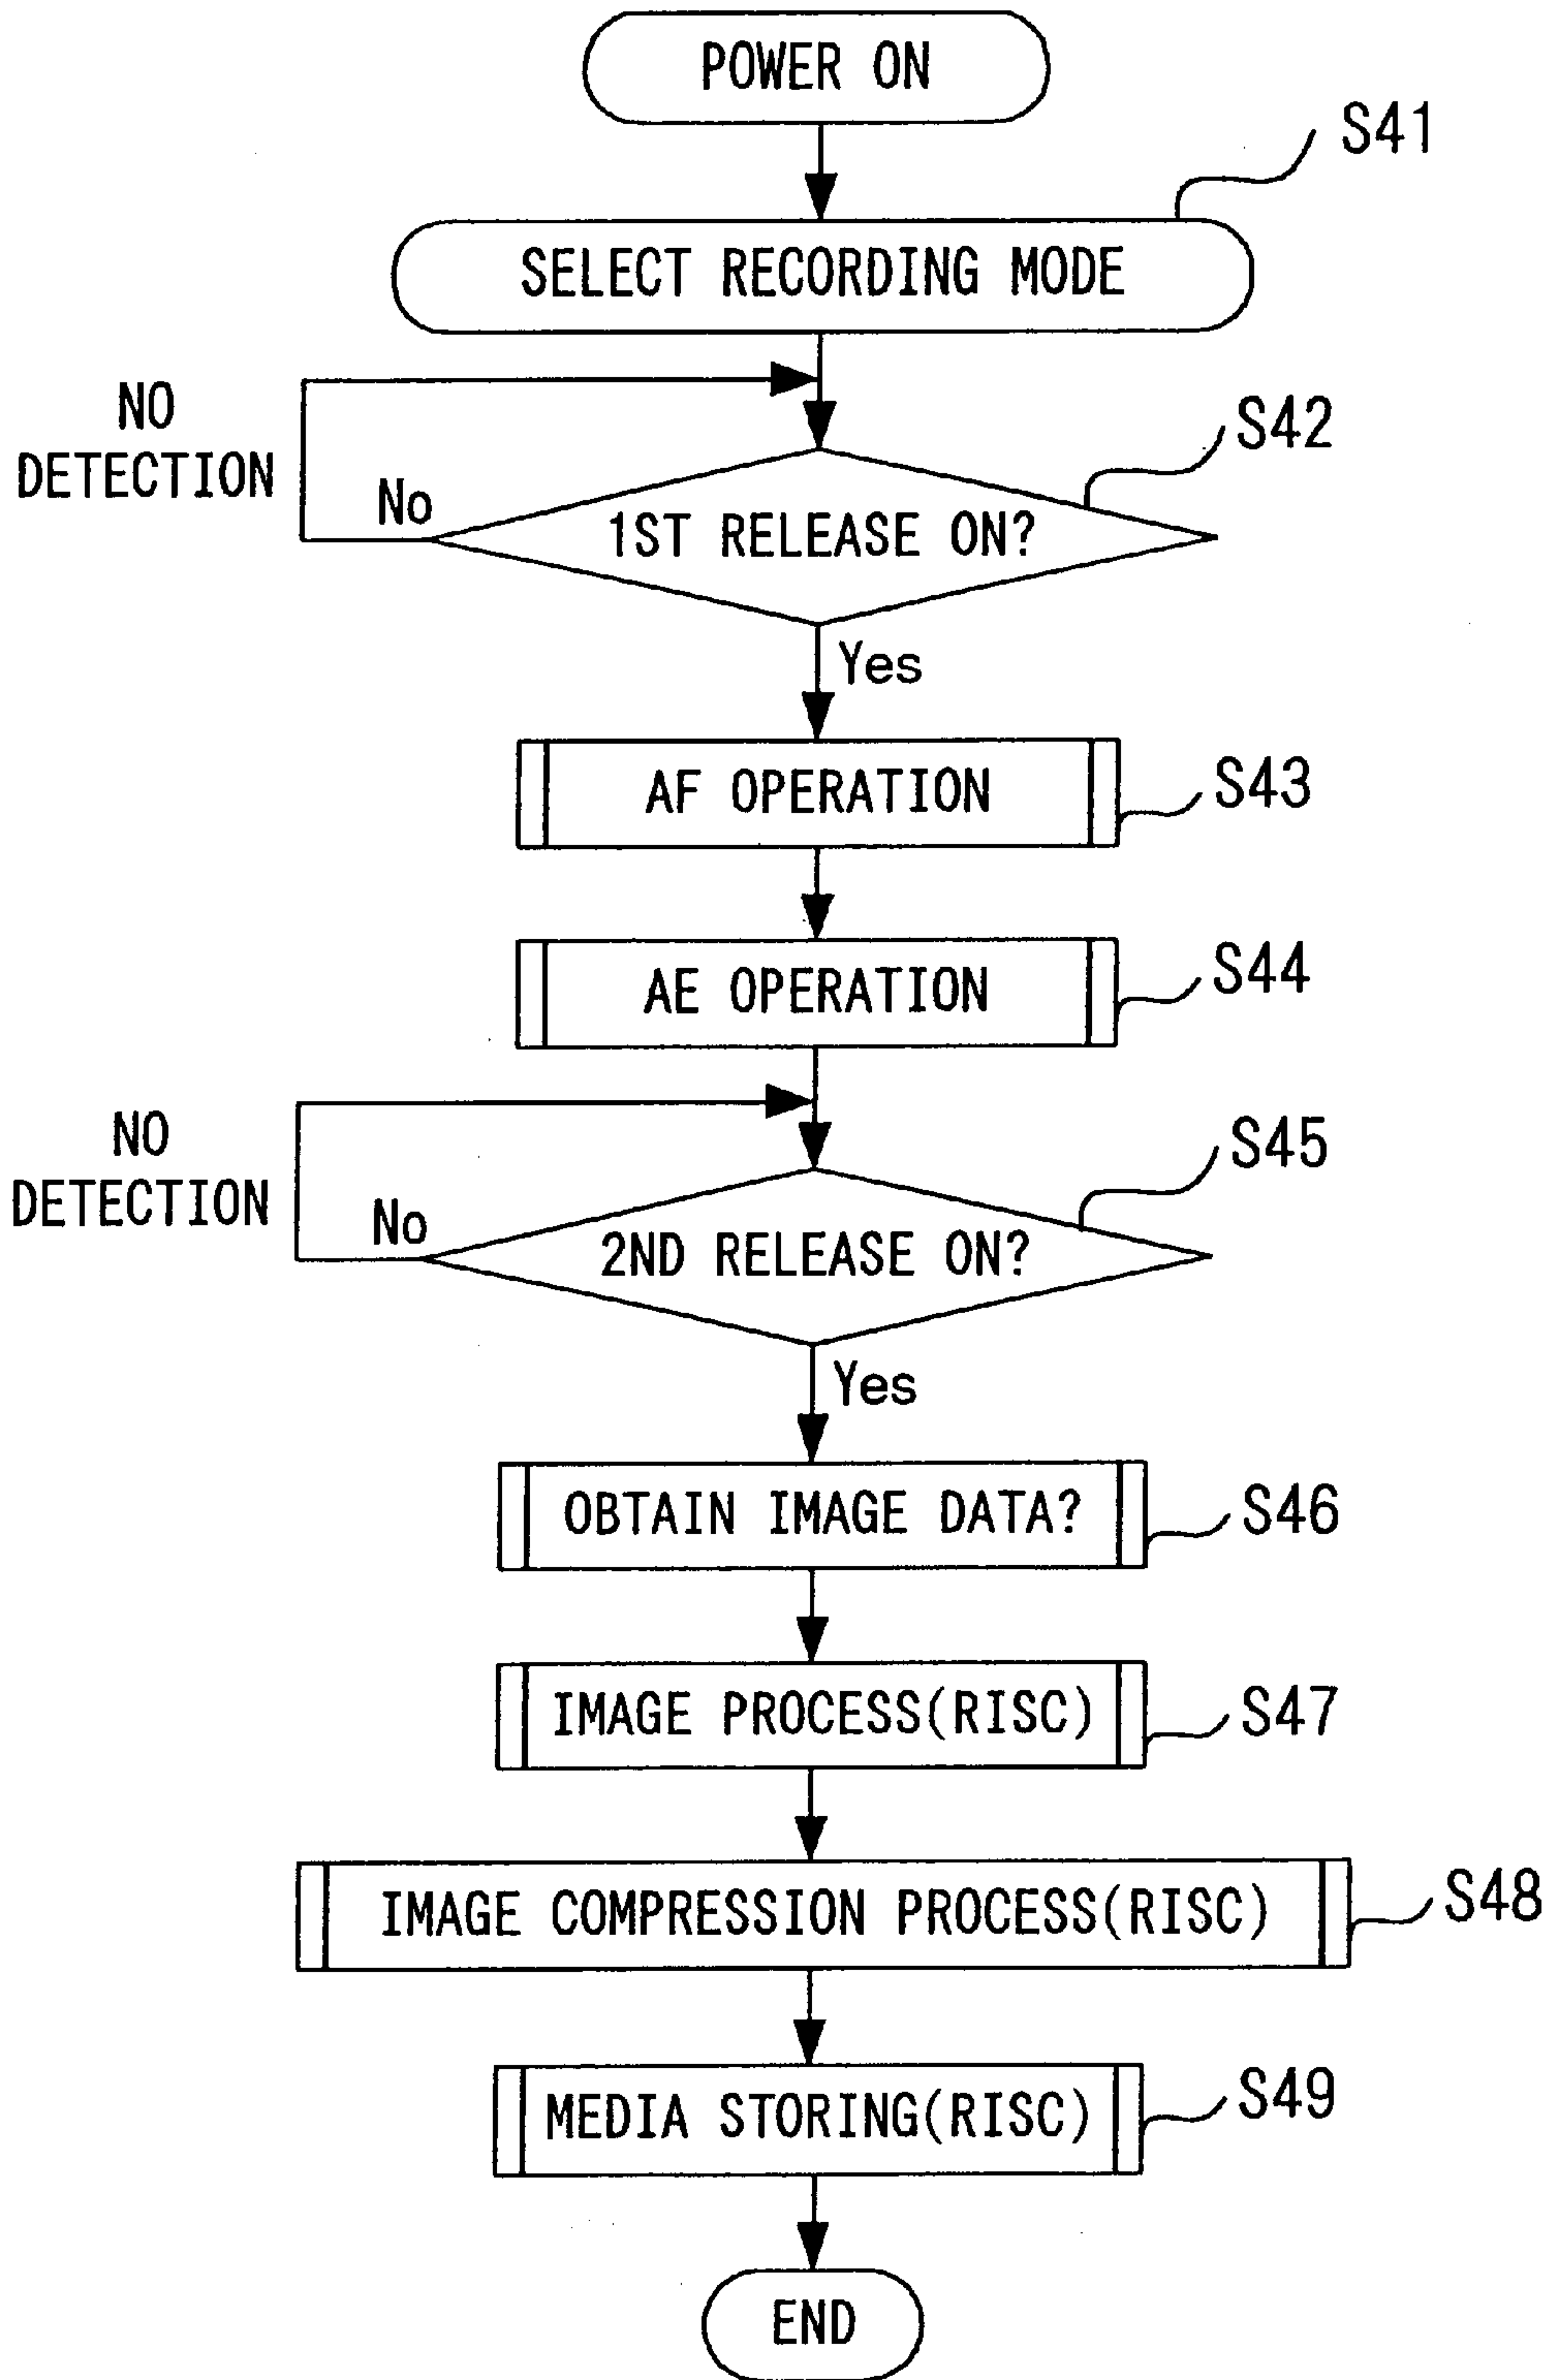 POWER ON
S41
SELECT RECORDING MODE
NO
DETECTION
No
S42
1ST RELEASE ON?
Yes
AF OPERATION
S43
AE OPERATION
S44
NO
DETECTION
No
S45
2ND RELEASE ON?
Yes
OBTAIN IMAGE DATA?
S46
IMAGE PROCESS(RISC)
S47
IMAGE COMPRESSION PROCESS(RISC)
S48
MEDIA STORING(RISC)
S49
END